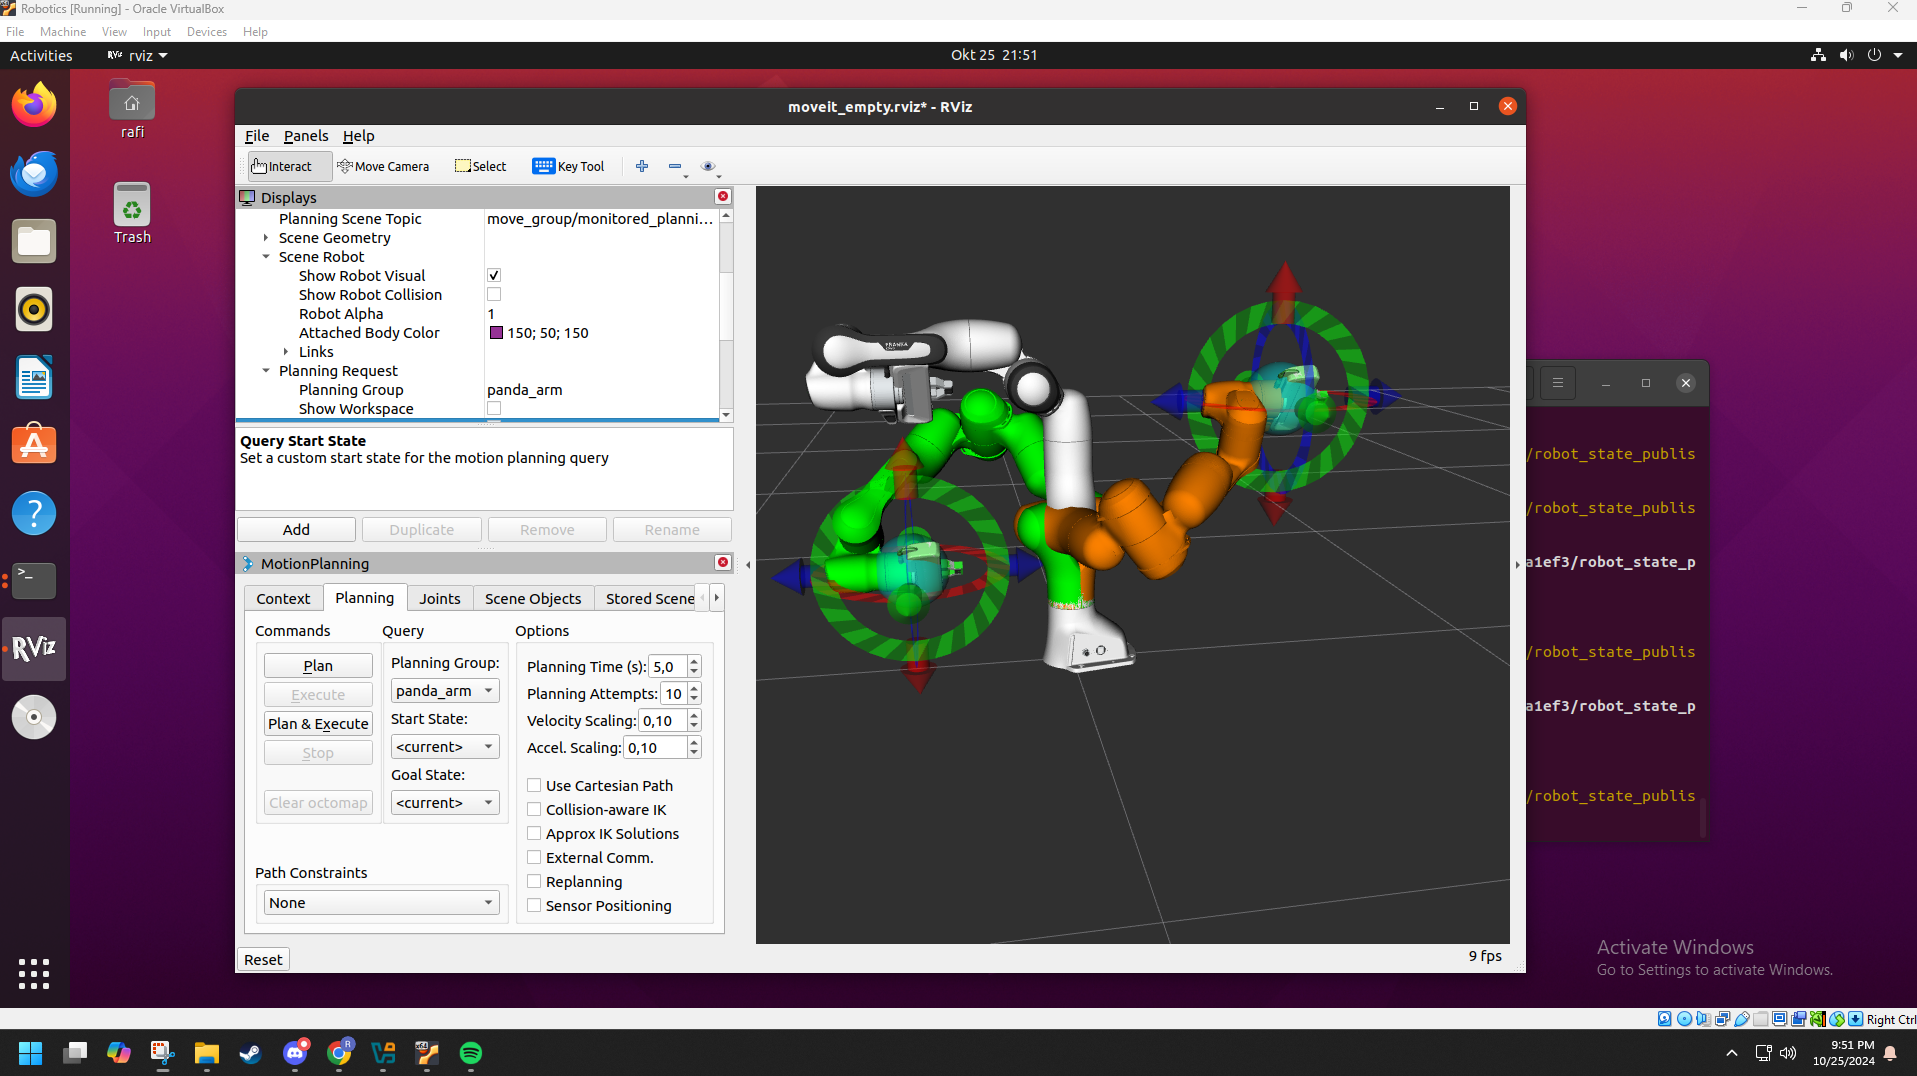 Robotics [Running] - Oracle VirtualBox
File Machine View Input Devices Help
Activities RViz rviz Okt 25 21:51
rafi
Trash
moveit_empty.rviz* - RViz
File Panels Help
Interact Move Camera Select Key Tool
Displays
Planning Scene Topic move_group/monitored_planni...
Scene Geometry
Scene Robot
Show Robot Visual
Show Robot Collision
Robot Alpha 1
Attached Body Color 150; 50; 150
Links
Planning Request
Planning Group panda_arm
Show Workspace
Query Start State
Set a custom start state for the motion planning query
Add Duplicate Remove Rename
MotionPlanning
Context Planning Joints Scene Objects Stored Scene
Commands Query Options
Plan
Execute
Plan & Execute
Stop
Clear octomap
Planning Group:
panda_arm
Start State:
<current>
Goal State:
<current>
Planning Time (s): 5,0
Planning Attempts: 10
Velocity Scaling: 0,10
Accel. Scaling: 0,10
Use Cartesian Path
Collision-aware IK
Approx IK Solutions
External Comm.
Replanning
Sensor Positioning
Path Constraints
None
Reset
9 fps
FRANKA
/robot_state_publis
/robot_state_publis
a1ef3/robot_state_p
/robot_state_publis
a1ef3/robot_state_p
/robot_state_publis
RViz
Activate Windows
Go to Settings to activate Windows.
Right Ctrl
R
x64
9:51 PM
10/25/2024